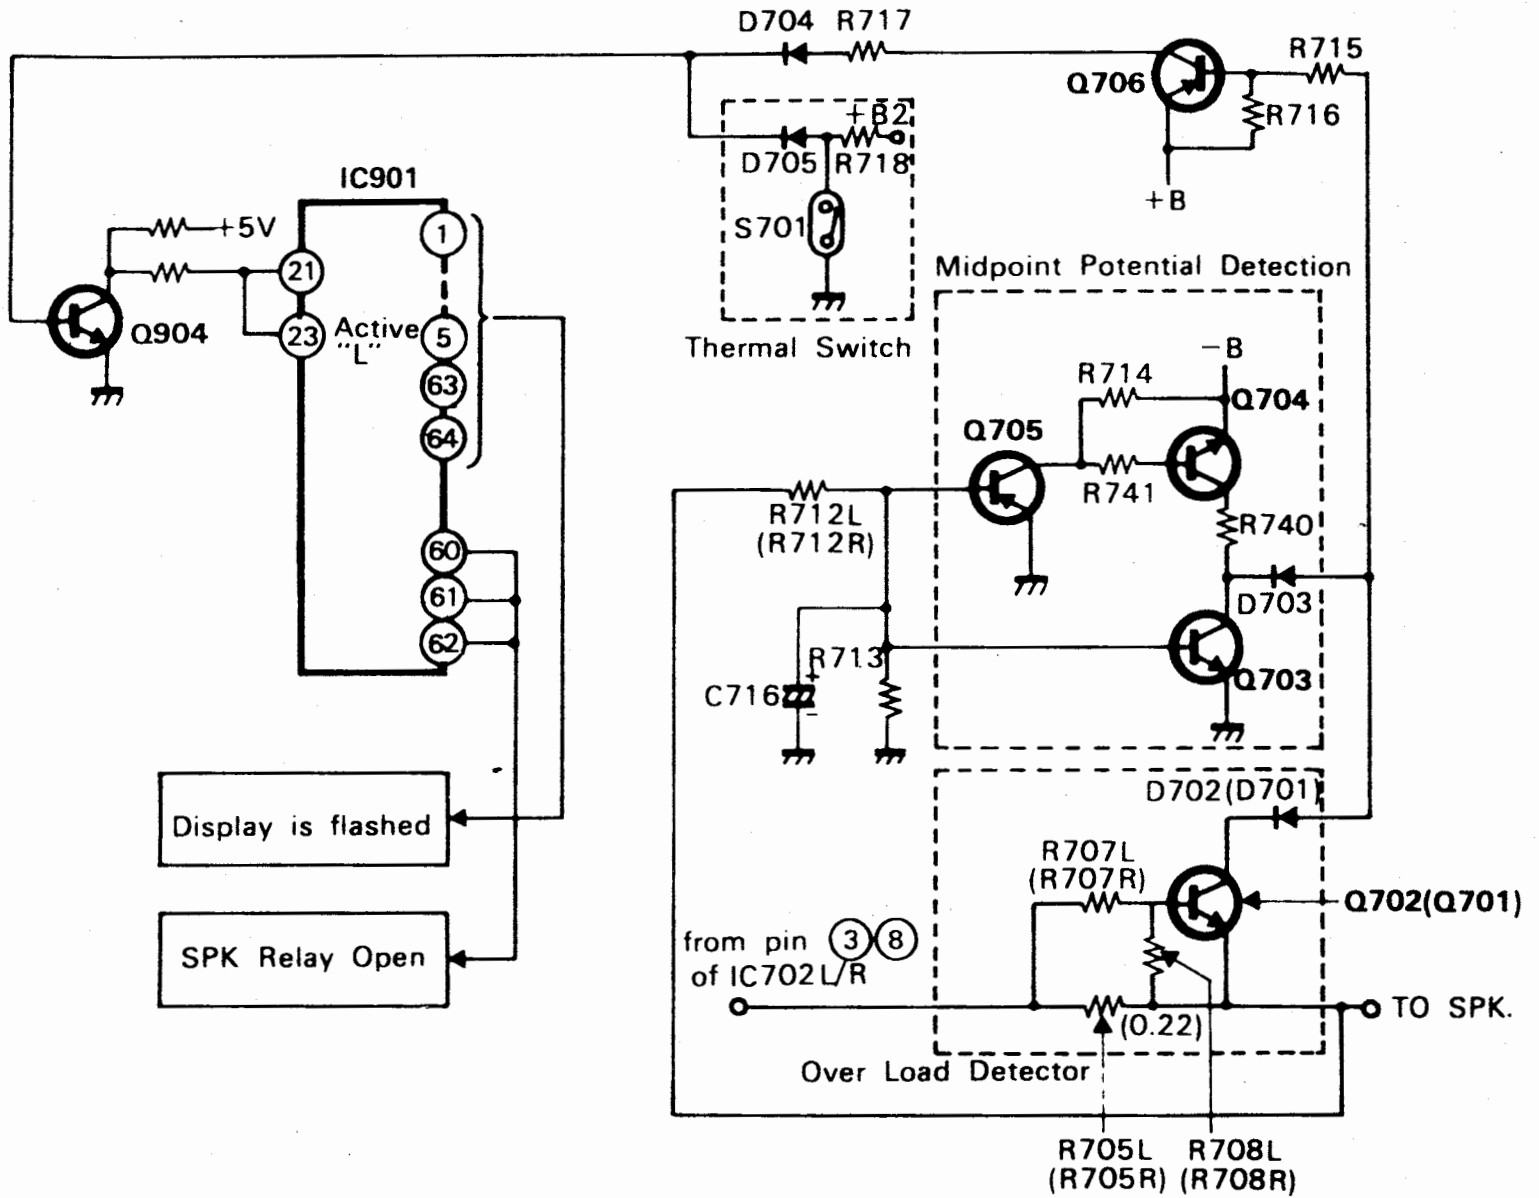 D704 R717
R715
Q706
R716
+B2
D705 R718
+B
IC901
1
S701
+5V
21
Midpoint Potential Detection
Q904
23
Active
"L"
5
Thermal Switch
-B
R714
63
Q704
64
Q705
R741
R712L
(R712R)
R740
60
61
D703
62
R713
+
C716
-
Q703
D702(D701)
Display is flashed
R707L
(R707R)
Q702(Q701)
from pin 3 8
of IC702L/R
SPK Relay Open
(0.22)
TO SPK.
Over Load Detector
R705L
(R705R)
R708L
(R708R)